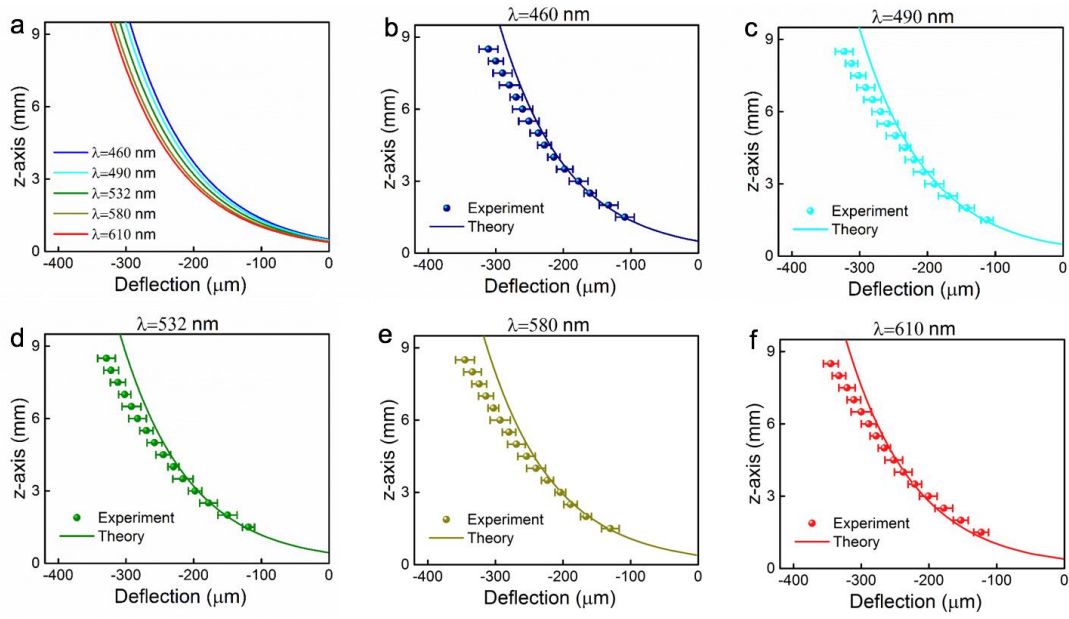 a
9
6
3
0
z-axis (mm)
λ=460 nm
λ=490 nm
λ=532 nm
λ=580 nm
λ=610 nm
-400 -300 -200 -100 0
Deflection (μm)
b
λ=460 nm
9
6
3
0
z-axis (mm)
Experiment
Theory
-400 -300 -200 -100 0
Deflection (μm)
c
λ=490 nm
9
6
3
0
z-axis (mm)
Experiment
Theory
-400 -300 -200 -100 0
Deflection (μm)
d
λ=532 nm
9
6
3
0
z-axis (mm)
Experiment
Theory
-400 -300 -200 -100 0
Deflection (μm)
e
λ=580 nm
9
6
3
0
z-axis (mm)
Experiment
Theory
-400 -300 -200 -100 0
Deflection (μm)
f
λ=610 nm
9
6
3
0
z-axis (mm)
Experiment
Theory
-400 -300 -200 -100 0
Deflection (μm)